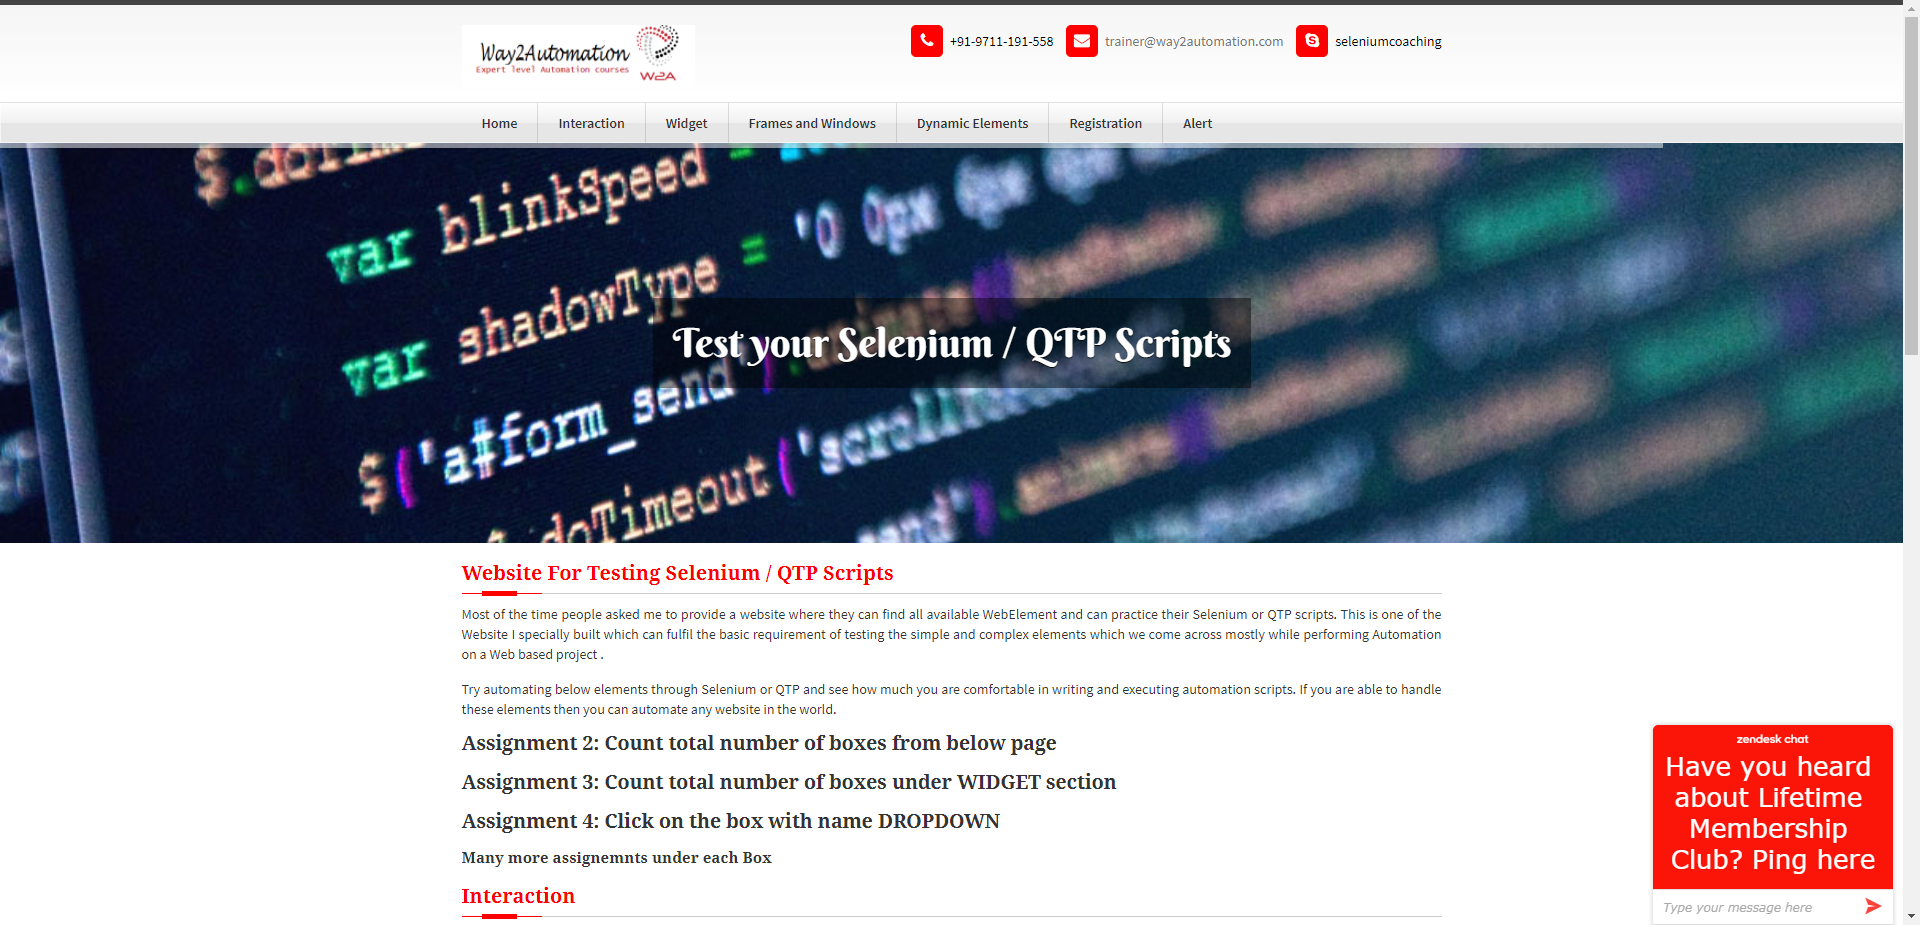 Way2Automation
Expert level Automation courses
W2A
+91-9711-191-558
trainer@way2automation.com
seleniumcoaching
Home
Interaction
Widget
Frames and Windows
Dynamic Elements
Registration
Alert
var blinkSpeed =
var shadowType = '0 0px 0px 0px
Test your Selenium / QTP Scripts
$('a#form_send')
$.doTimeout('scroll
send')
Website For Testing Selenium / QTP Scripts
Most of the time people asked me to provide a website where they can find all available WebElement and can practice their Selenium or QTP scripts. This is one of the
Website I specially built which can fulfil the basic requirement of testing the simple and complex elements which we come across mostly while performing Automation
on a Web based project .
Try automating below elements through Selenium or QTP and see how much you are comfortable in writing and executing automation scripts. If you are able to handle
these elements then you can automate any website in the world.
Assignment 2: Count total number of boxes from below page
Assignment 3: Count total number of boxes under WIDGET section
Assignment 4: Click on the box with name DROPDOWN
Many more assignemnts under each Box
Interaction
zendesk chat
Have you heard
about Lifetime
Membership
Club? Ping here
Type your message here